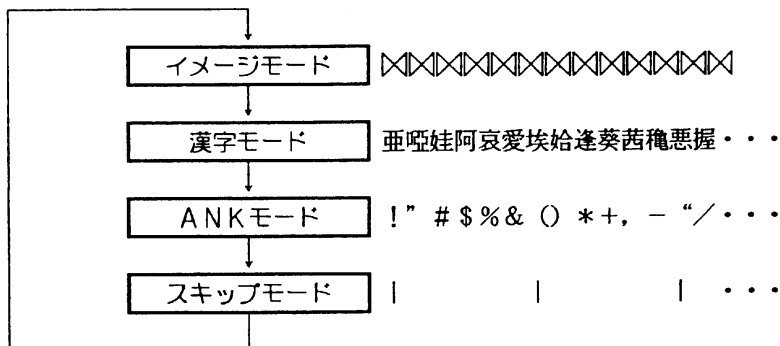 イメージモード
漢字モード 亜唖娃阿哀愛埃姶逢葵茜穐悪握・・・
ANKモード !”#$%&()*+,-“/・・・
スキップモード | | | ・・・